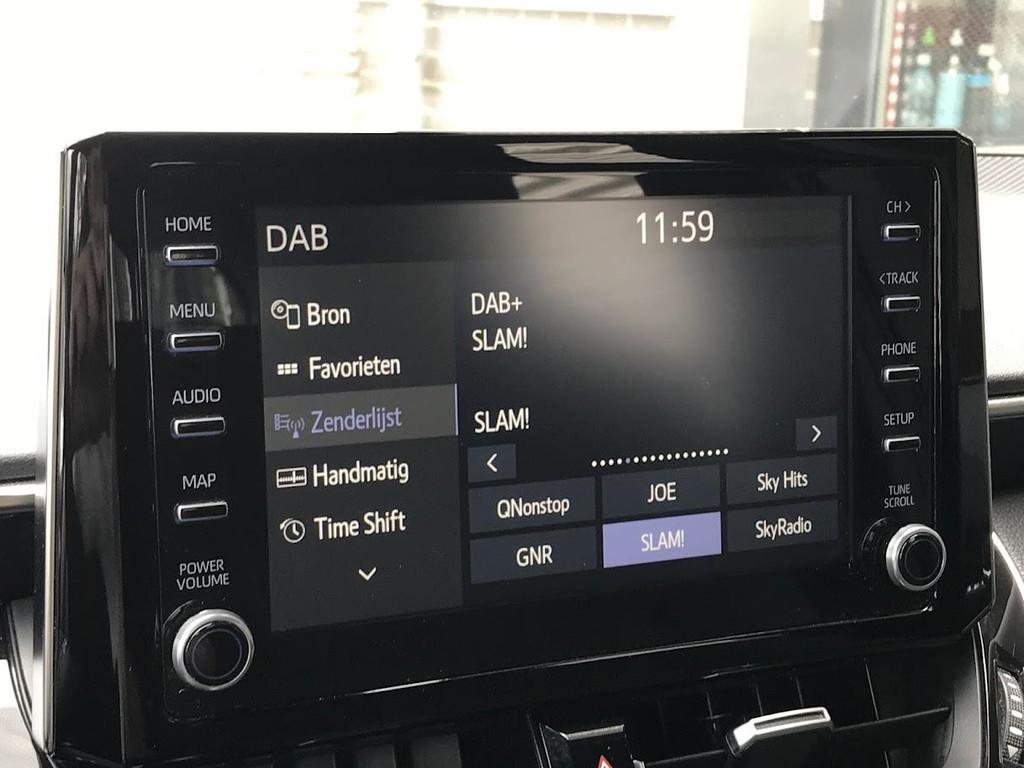 HOME
MENU
AUDIO
MAP
POWER
VOLUME
DAB
11:59
Bron
Favorieten
Zenderlijst
Handmatig
Time Shift
DAB+
SLAM!
SLAM!
<
>
QNonstop
JOE
Sky Hits
GNR
SLAM!
SkyRadio
CH >
< TRACK
PHONE
SETUP
TUNE
SCROLL